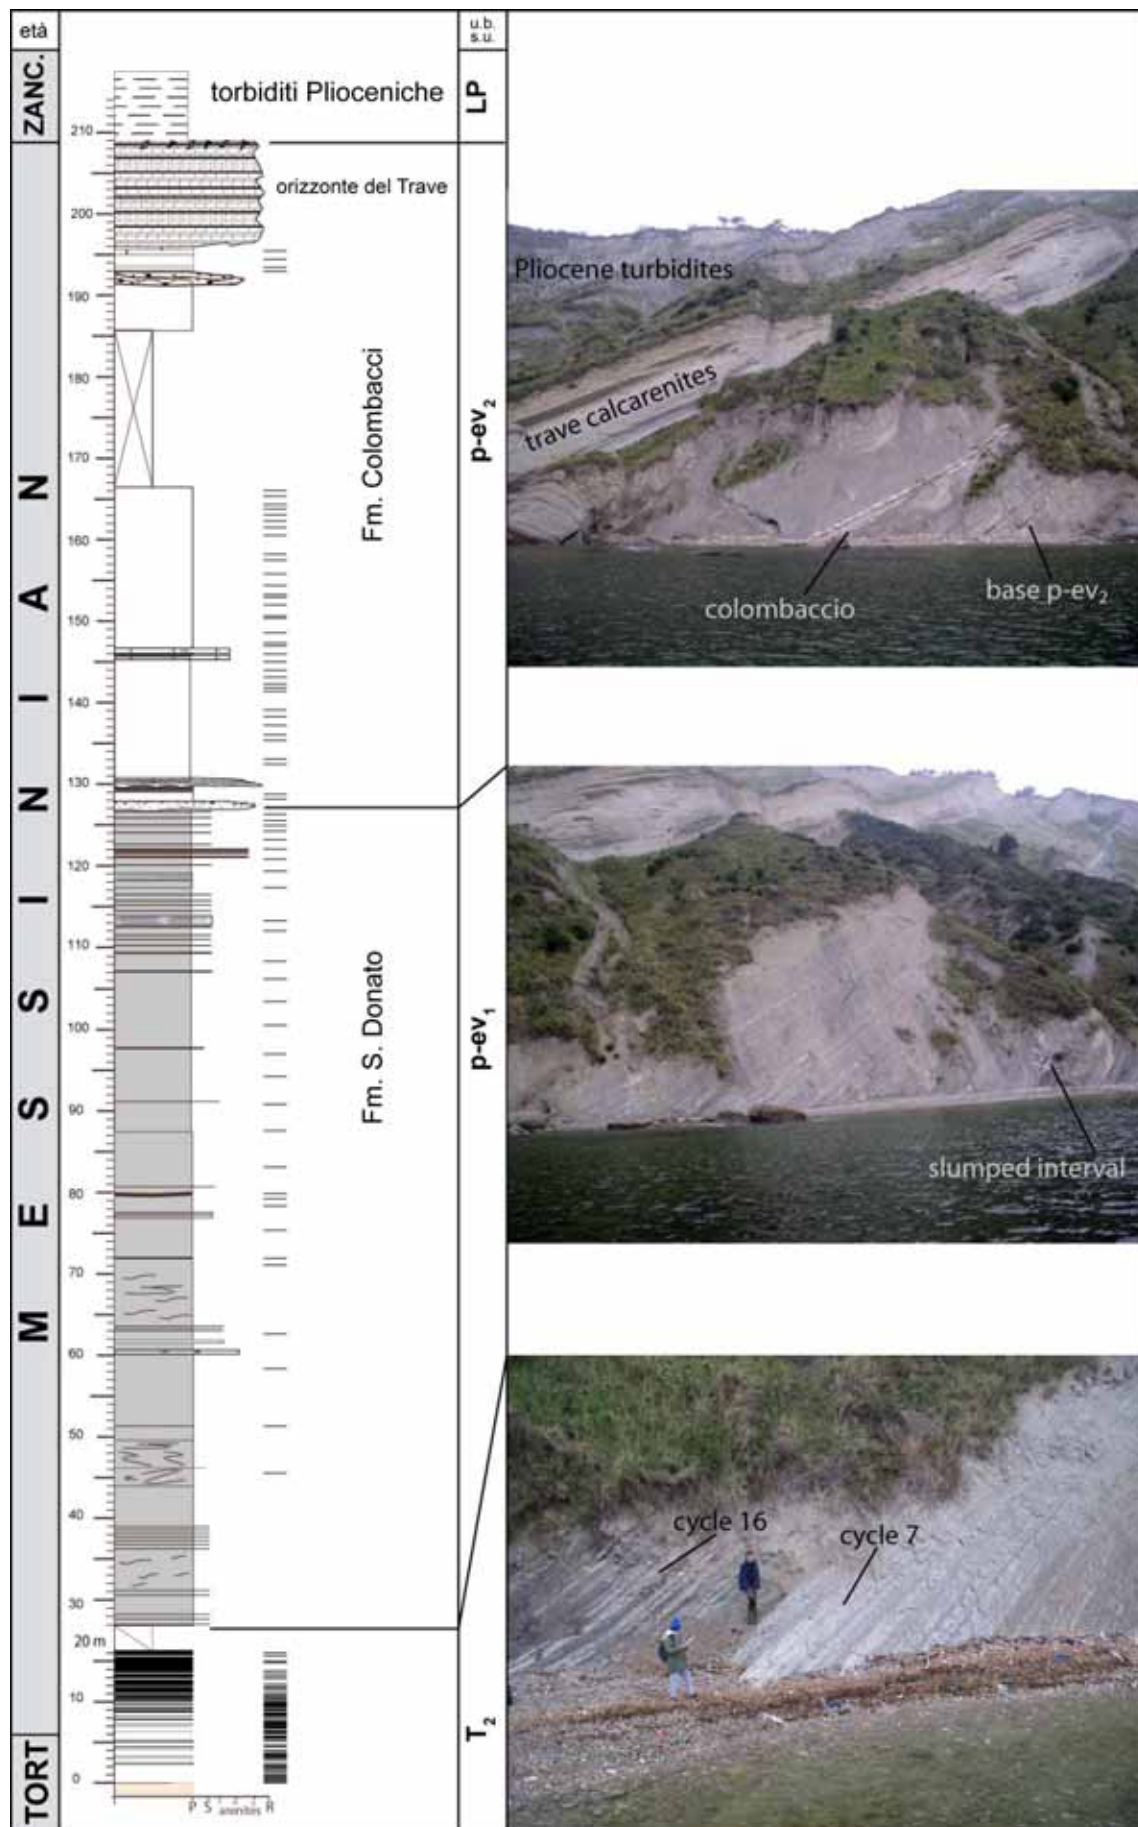 età
u.b.
s.u.
ZANC.
MESSINIAN
TORT
210
200
190
180
170
160
150
140
130
120
110
100
90
80
70
60
50
40
30
20 m
10
0
P S arenites R
torbiditi Plioceniche
orizzonte del Trave
Fm. Colombacci
Fm. S. Donato
LP
p-ev2
p-ev1
T2
Pliocene turbidites
trave calcarenites
colombaccio
base p-ev2
slumped interval
cycle 16
cycle 7